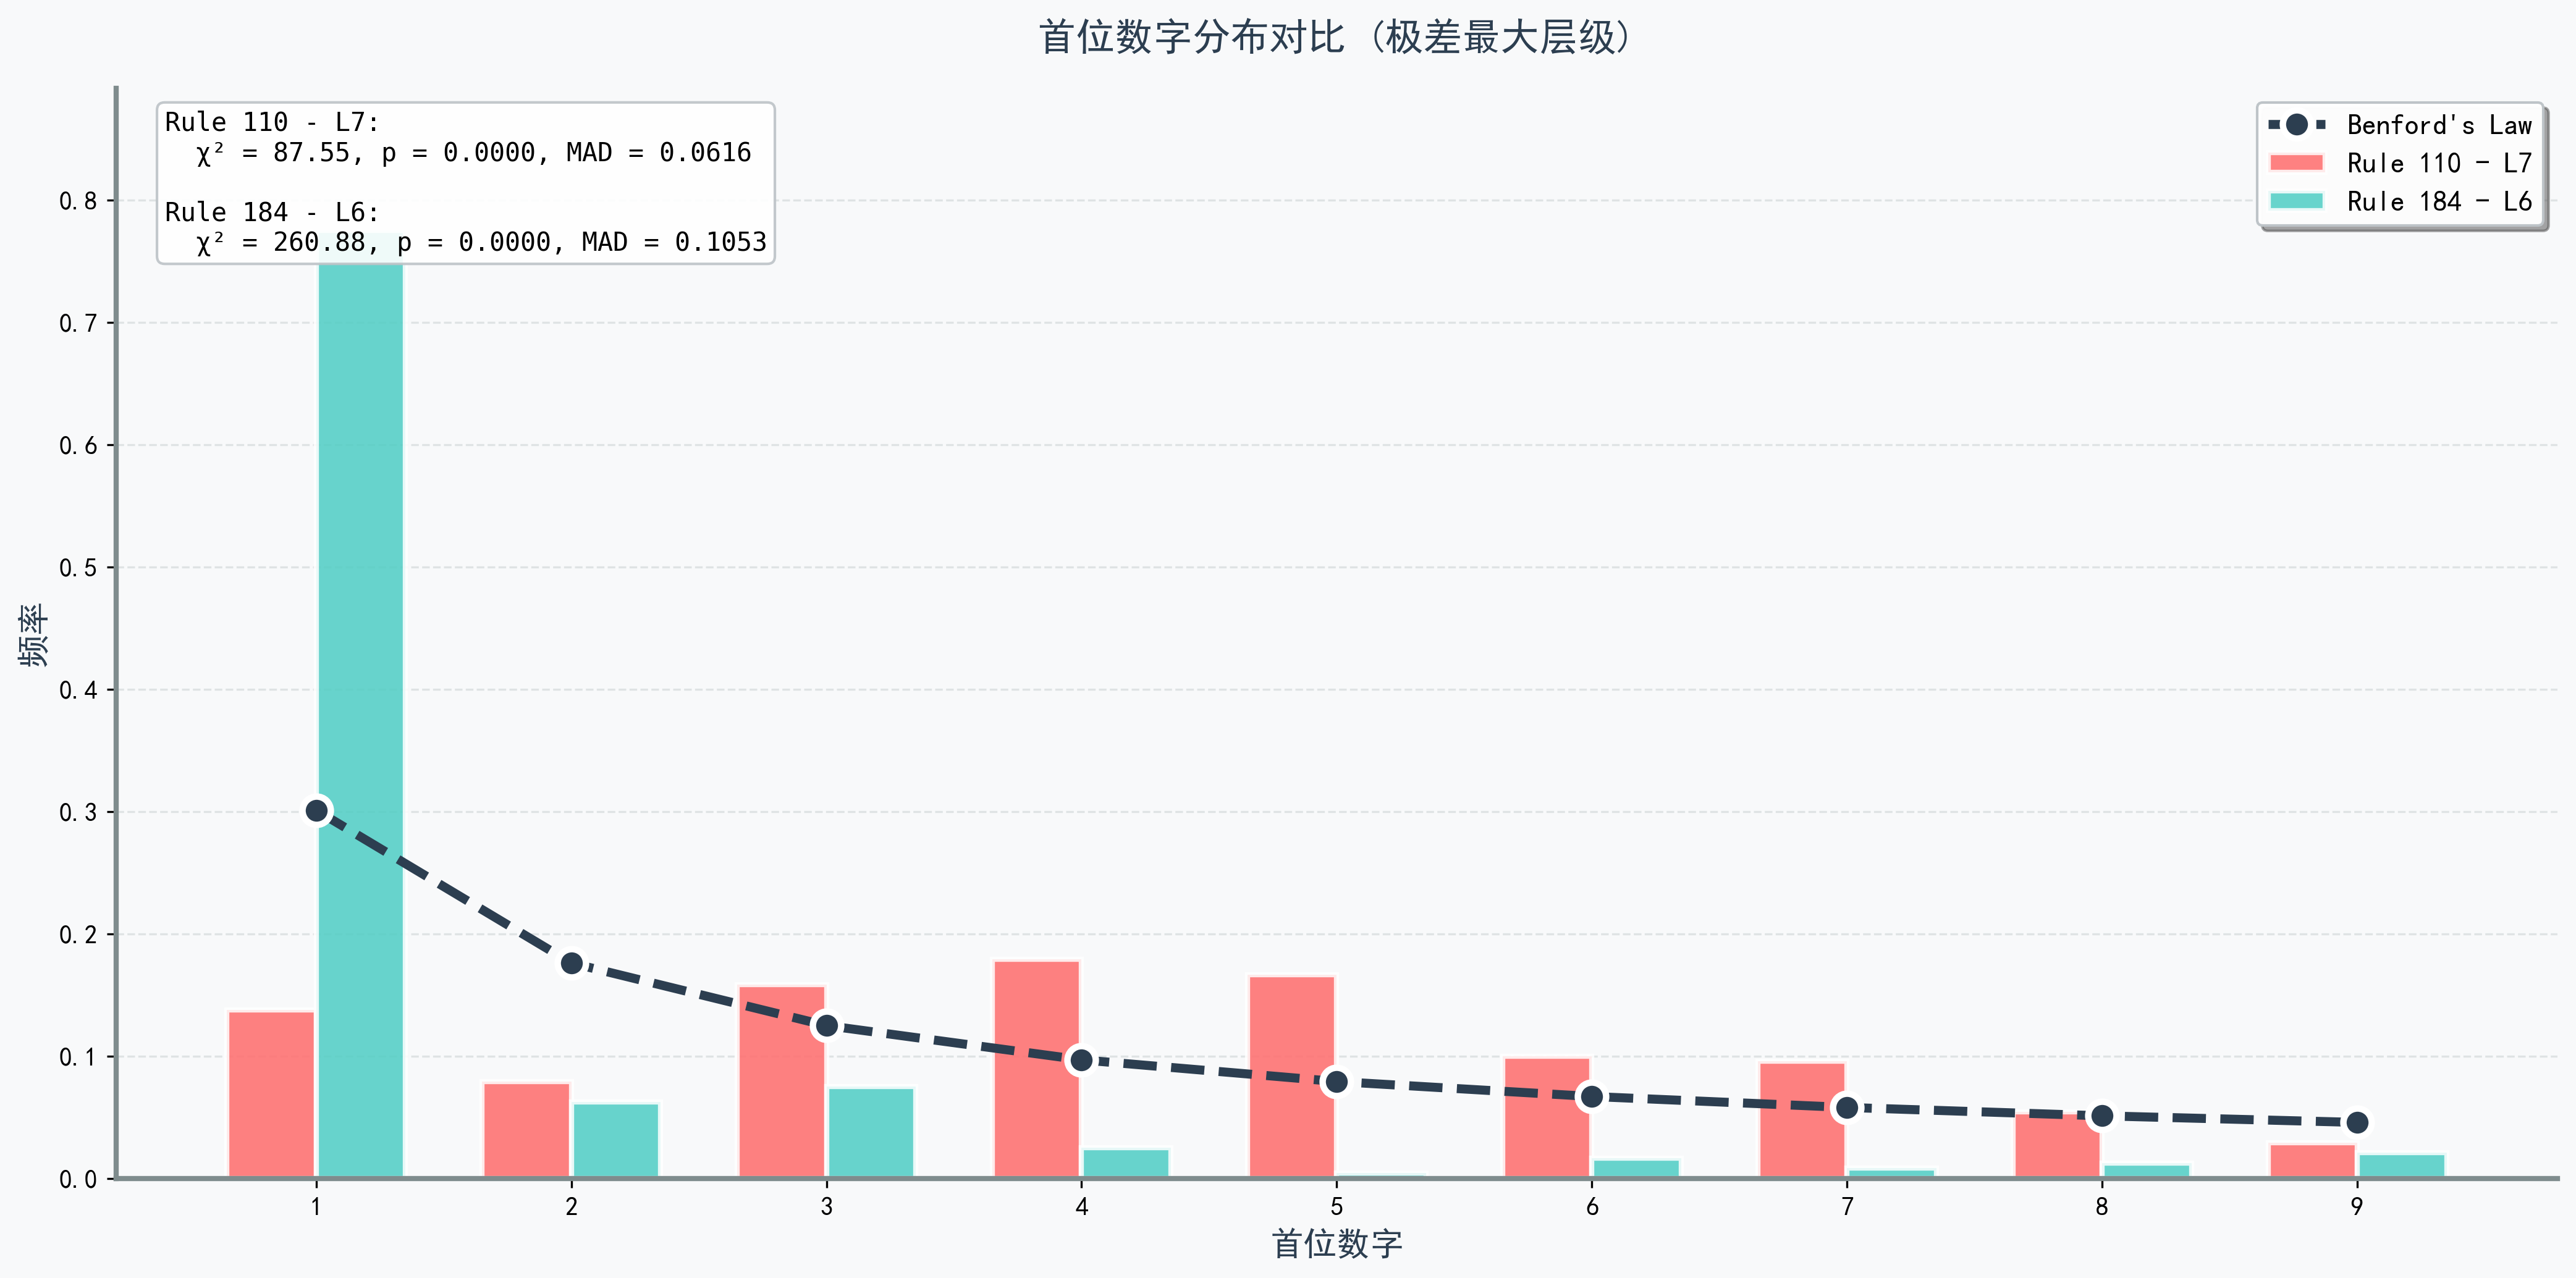 首位数字分布对比 (极差最大层级)
Rule 110 - L7:
χ² = 87.55, p = 0.0000, MAD = 0.0616
Rule 184 - L6:
χ² = 260.88, p = 0.0000, MAD = 0.1053
Benford's Law
Rule 110 - L7
Rule 184 - L6
0.8
0.7
0.6
0.5
0.4
0.3
0.2
0.1
0.0
频率
1 2 3 4 5 6 7 8 9
首位数字